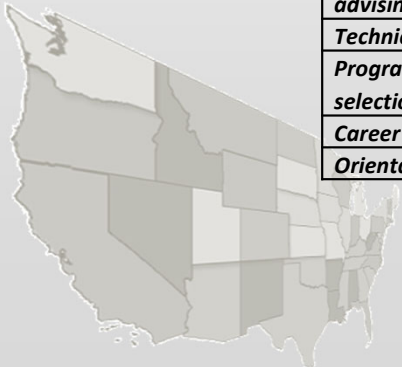 advisin
Technic
Progra
selectio
Career
Orienta